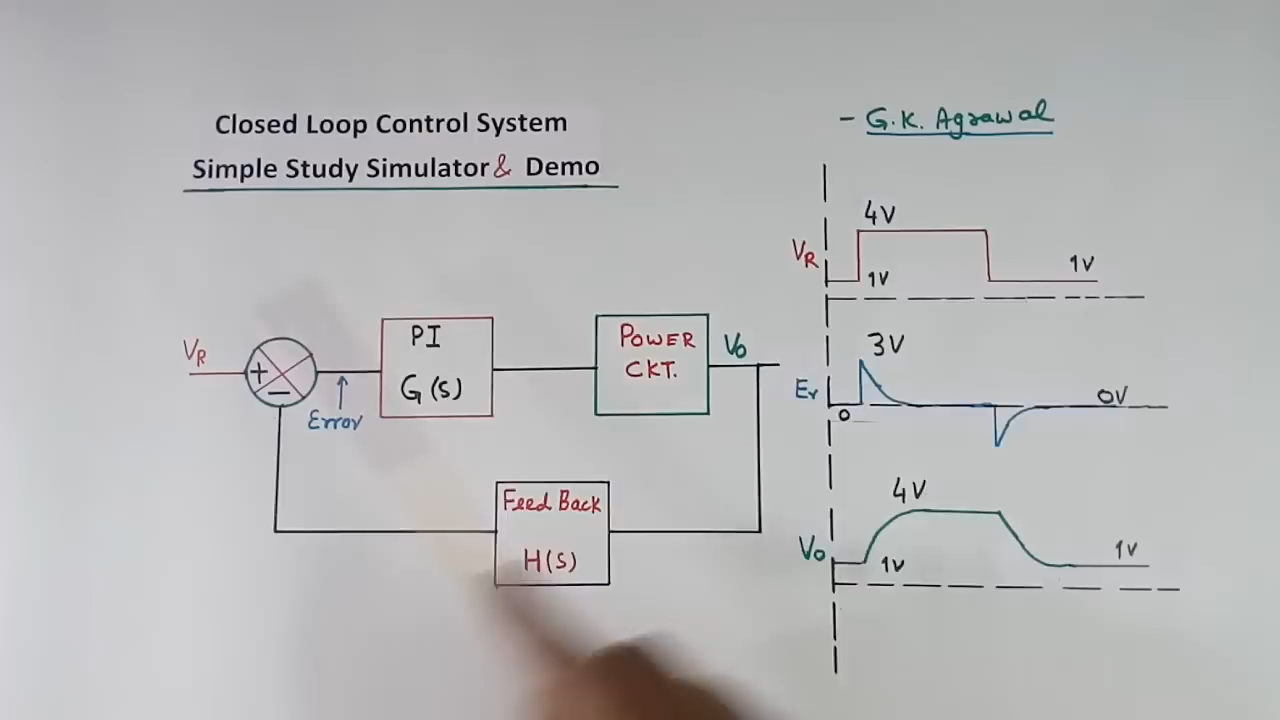 Closed Loop Control System
Simple Study Simulator & Demo
- G.K. Agrawal
VR
+
−
Error
PI
G(s)
POWER
CKT.
Vo
Feed Back
H(s)
VR
4V
1V
1V
Er
3V
0
0V
Vo
4V
1V
1V